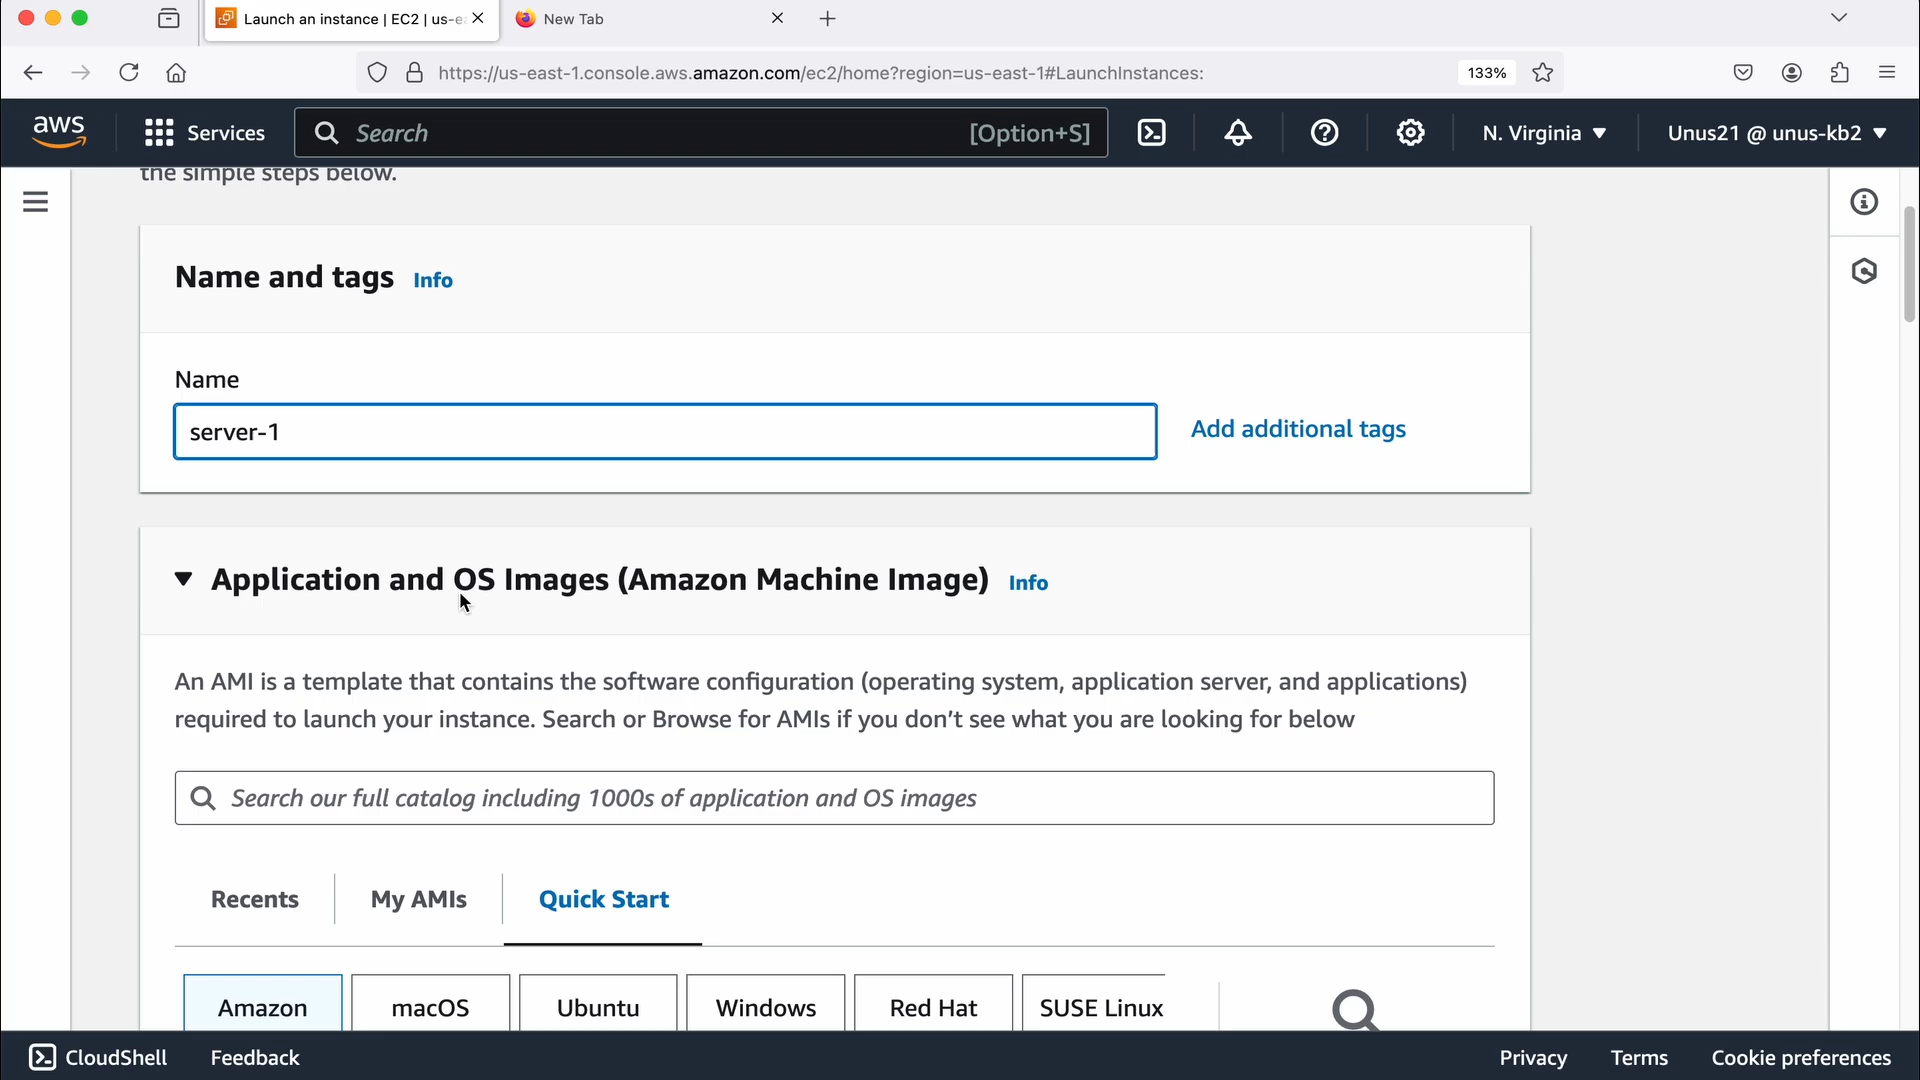 Launch an instance | EC2 | us-e
New Tab
https://us-east-1.console.aws.amazon.com/ec2/home?region=us-east-1#LaunchInstances:
133%
aws
Services
Search
[Option+S]
N. Virginia
Unus21 @ unus-kb2
the simple steps below.
Name and tags Info
Name
server-1
Add additional tags
Application and OS Images (Amazon Machine Image) Info
An AMI is a template that contains the software configuration (operating system, application server, and applications)
required to launch your instance. Search or Browse for AMIs if you don't see what you are looking for below
Search our full catalog including 1000s of application and OS images
Recents
My AMIs
Quick Start
Amazon
macOS
Ubuntu
Windows
Red Hat
SUSE Linux
CloudShell
Feedback
Privacy
Terms
Cookie preferences